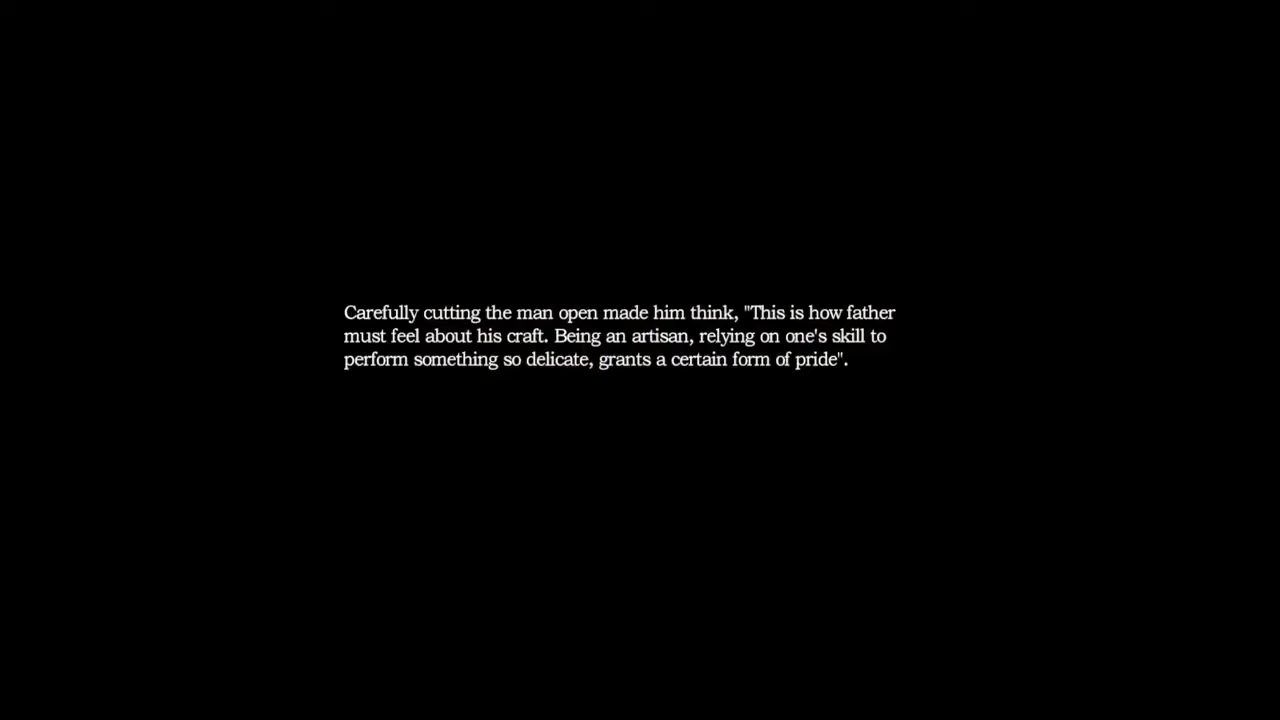 Carefully cutting the man open made him think, "This is how father
must feel about his craft. Being an artisan, relying on one's skill to
perform something so delicate, grants a certain form of pride".